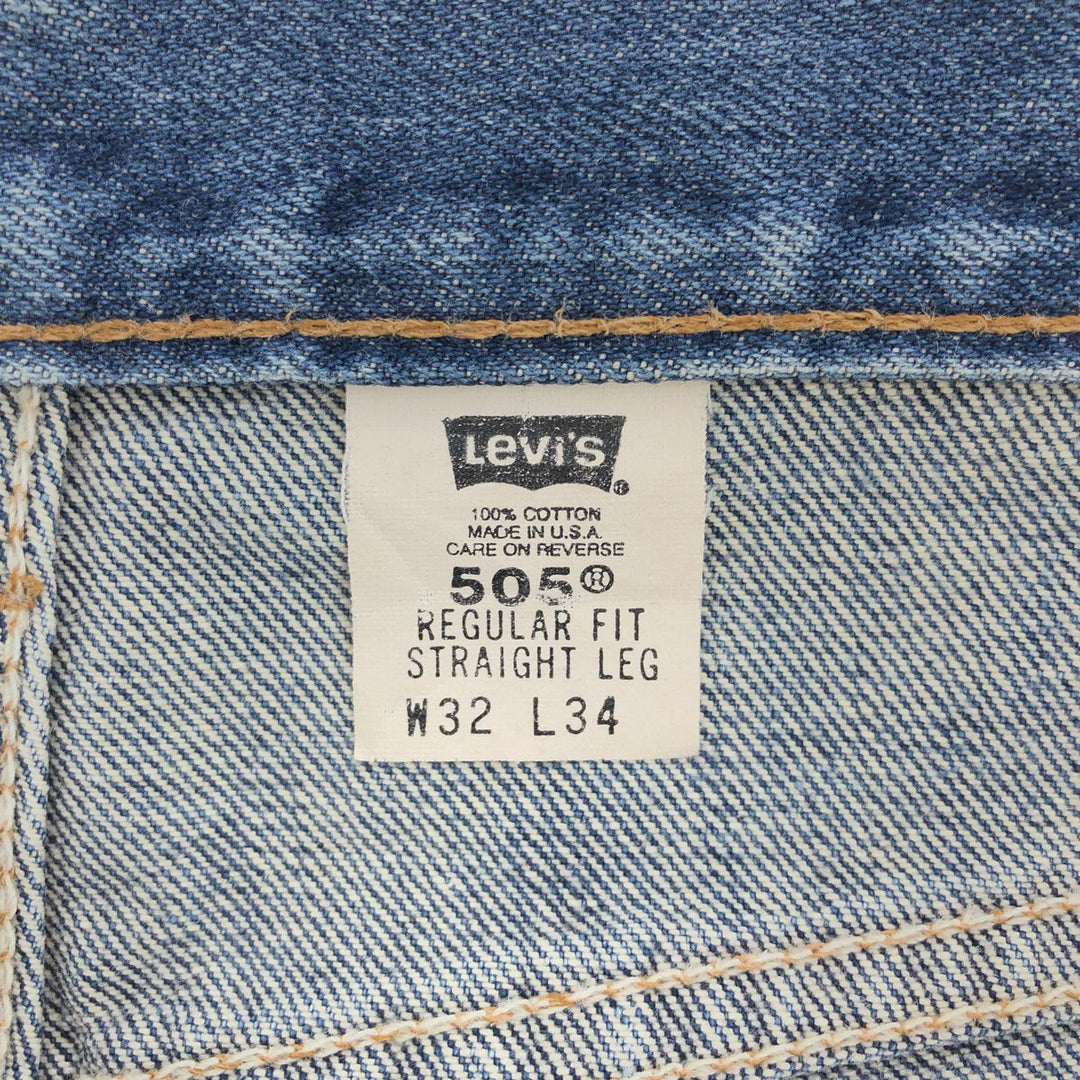 Levi's ®
100% COTTON
MADE IN U.S.A.
CARE ON REVERSE
505®
REGULAR FIT
STRAIGHT LEG
W32 L34